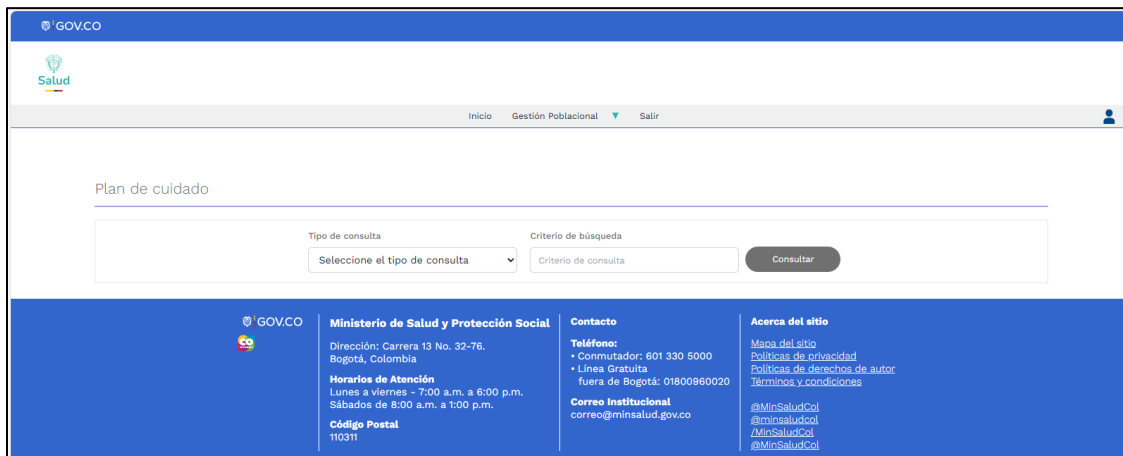 GOV.CO
Salud
Inicio Gestión Poblacional ▼ Salir
Plan de cuidado
Tipo de consulta
Seleccione el tipo de consulta
Criterio de búsqueda
Criterio de consulta
Consultar
GOV.CO
CO
Ministerio de Salud y Protección Social
Dirección: Carrera 13 No. 32-76.
Bogotá, Colombia
Horarios de Atención
Lunes a viernes - 7:00 a.m. a 6:00 p.m.
Sábados de 8:00 a.m. a 1:00 p.m.
Código Postal
110311
Contacto
Teléfono:
• Conmutador: 601 330 5000
• Línea Gratuita
fuera de Bogotá: 01800960020
Correo Institucional
correo@minsalud.gov.co
Acerca del sitio
Mapa del sitio
Políticas de privacidad
Políticas de derechos de autor
Términos y condiciones
@MinSaludCol
@minsaludcol
/MinSaludCol
@MinSaludCol